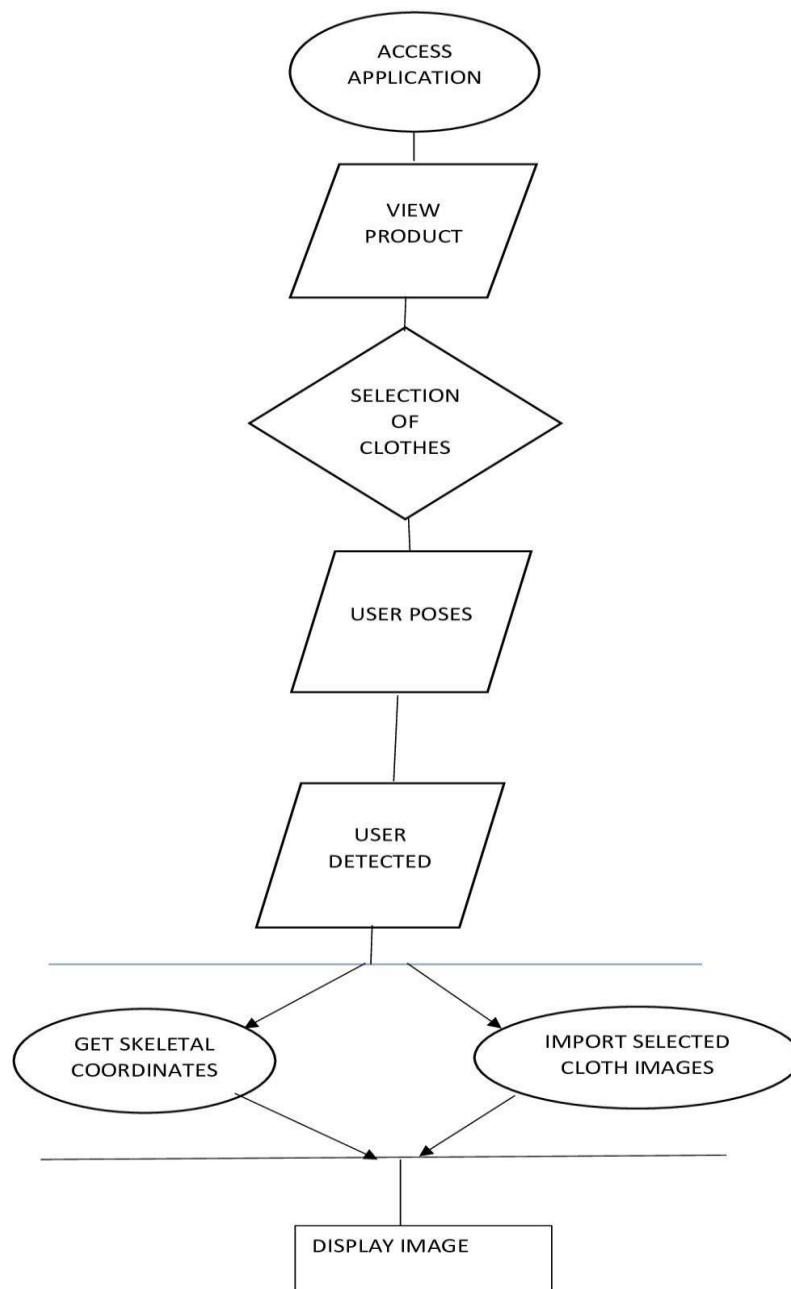 ACCESS
APPLICATION
VIEW
PRODUCT
SELECTION
OF
CLOTHES
USER POSES
USER
DETECTED
GET SKELETAL
COORDINATES
IMPORT SELECTED
CLOTH IMAGES
DISPLAY IMAGE